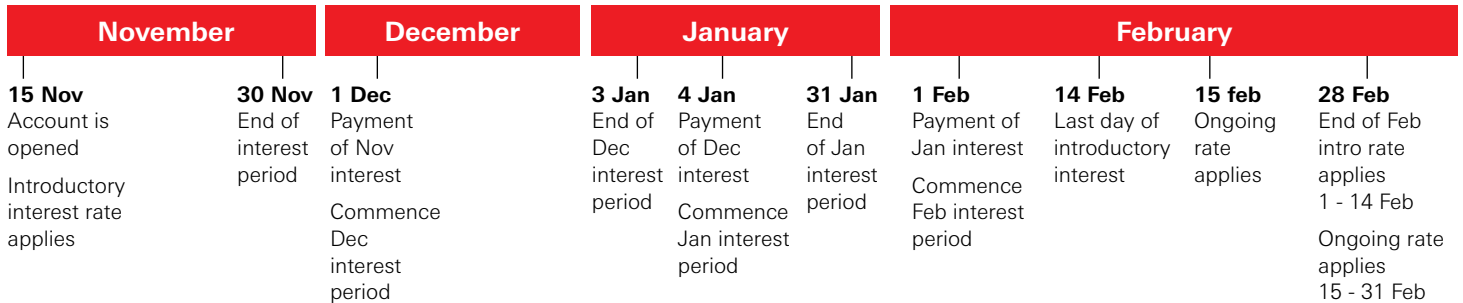 November
December
January
February
15 Nov
Account is
opened
Introductory
interest rate
applies
30 Nov
End of
interest
period
1 Dec
Payment
of Nov
interest
Commence
Dec
interest
period
3 Jan
End of
Dec
interest
period
4 Jan
Payment
of Dec
interest
Commence
Jan interest
period
31 Jan
End
of Jan
interest
period
1 Feb
Payment of
Jan interest
Commence
Feb interest
period
14 Feb
Last day of
introductory
interest
15 feb
Ongoing
rate
applies
28 Feb
End of Feb
intro rate
applies
1 - 14 Feb
Ongoing rate
applies
15 - 31 Feb